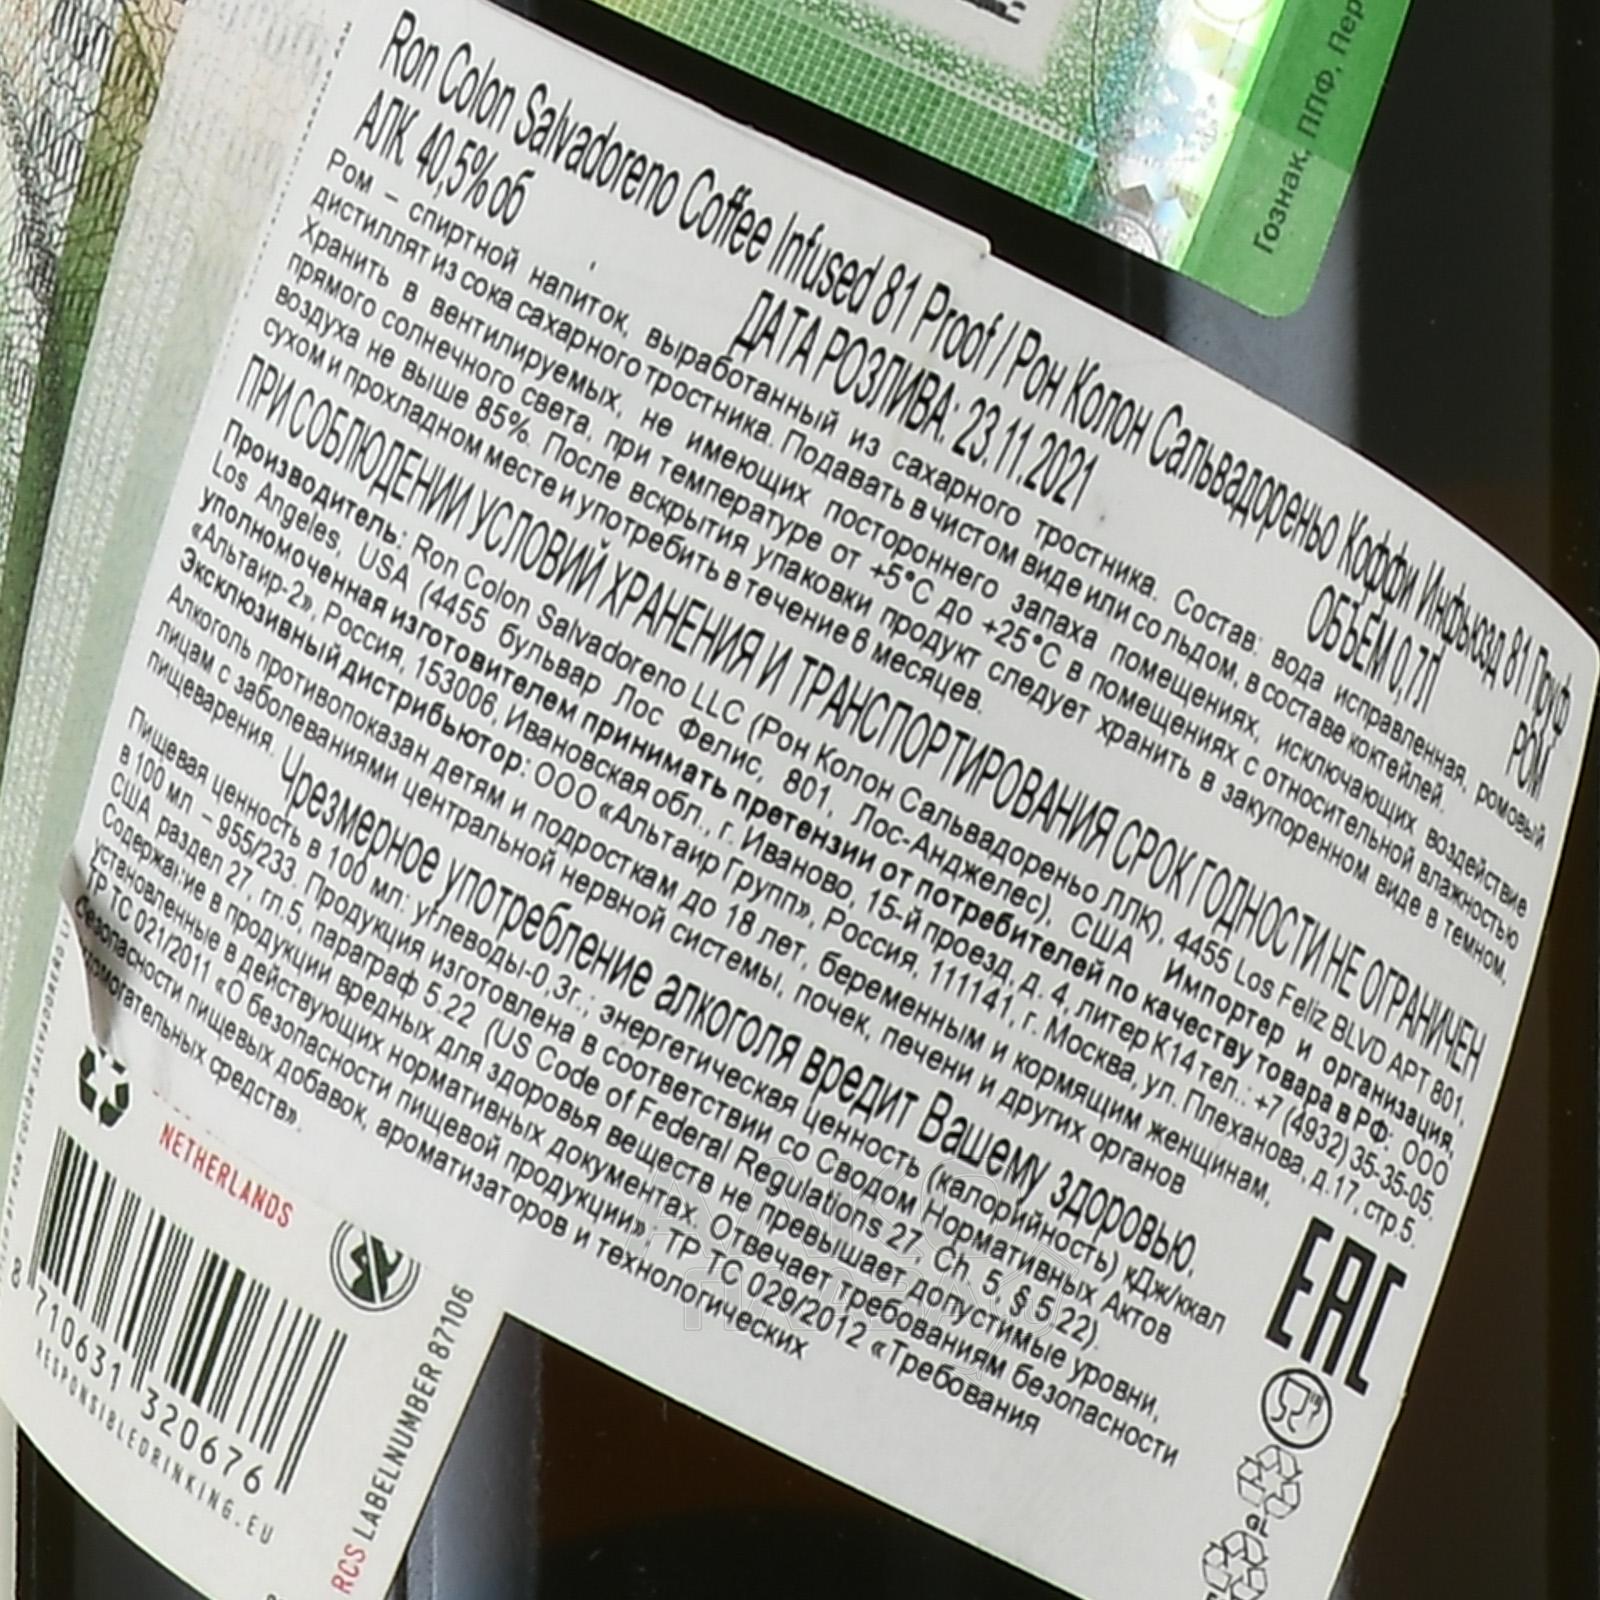 Гознак, ППФ, Пер
Ron Colon Salvadoreno Coffee Infused 81 Proof / Рон Колон Сальвадореньо Коффи Инфьюзд 81 Пруф
РОМ
АЛК. 40,5%об ДАТА РОЗЛИВА: 23.11.2021 ОБЪЁМ 0,7Л
Ром – спиртной напиток, выработанный из сахарного тростника. Состав: вода исправленная, ромовый
дистиллят из сока сахарного тростника. Подавать в чистом виде или со льдом, в составе коктейлей.
Хранить в вентилируемых, не имеющих постороннего запаха помещениях, исключающих воздействие
прямого солнечного света, при температуре от +5°С до +25°С в помещениях с относительной влажностью
воздуха не выше 85%. После вскрытия упаковки продукт следует хранить в закупоренном виде в темном,
сухом и прохладном месте и употребить в течение 6 месяцев.
ПРИ СОБЛЮДЕНИИ УСЛОВИЙ ХРАНЕНИЯ И ТРАНСПОРТИРОВАНИЯ СРОК ГОДНОСТИ НЕ ОГРАНИЧЕН
Производитель: Ron Colon Salvadoreno LLC (Рон Колон Сальвадореньо ЛЛК), 4455 Los Feliz BLVD APT 801,
Los Angeles, USA (4455 бульвар Лос Фелис, 801, Лос-Анджелес), США Импортер и организация,
уполномоченная изготовителем принимать претензии от потребителей по качеству товара в РФ: ООО
«Альтаир-2», Россия, 153006, Ивановская обл., г. Иваново, 15-й проезд, д. 4, литер К14 тел.: +7 (4932) 35-35-05.
Эксклюзивный дистрибьютор: ООО «Альтаир Групп», Россия, 111141, г. Москва, ул. Плеханова, д.17, стр.5.
Алкоголь противопоказан детям и подросткам до 18 лет, беременным и кормящим женщинам,
лицам с заболеваниями центральной нервной системы, почек, печени и других органов
пищеварения.
Чрезмерное употребление алкоголя вредит Вашему здоровью.
Пищевая ценность в 100 мл: углеводы-0,3г.; энергетическая ценность (калорийность) кДж/ккал
в 100 мл – 955/233. Продукция изготовлена в соответствии со Сводом Нормативных Актов
США раздел 27, гл.5, параграф 5.22 (US Code of Federal Regulations 27, Ch. 5, § 5.22).
Содержание в продукции вредных для здоровья веществ не превышает допустимые уровни,
установленные в действующих нормативных документах. Отвечает требованиям безопасности
ТР ТС 021/2011 «О безопасности пищевой продукции»; ТР ТС 029/2012 «Требования
безопасности пищевых добавок, ароматизаторов и технологических
вспомогательных средств».
EAC
GL
NETHERLANDS
8 710631 320676
RESPONSIBLEDRINKING.EU
RCS LABELNUMBER 87106